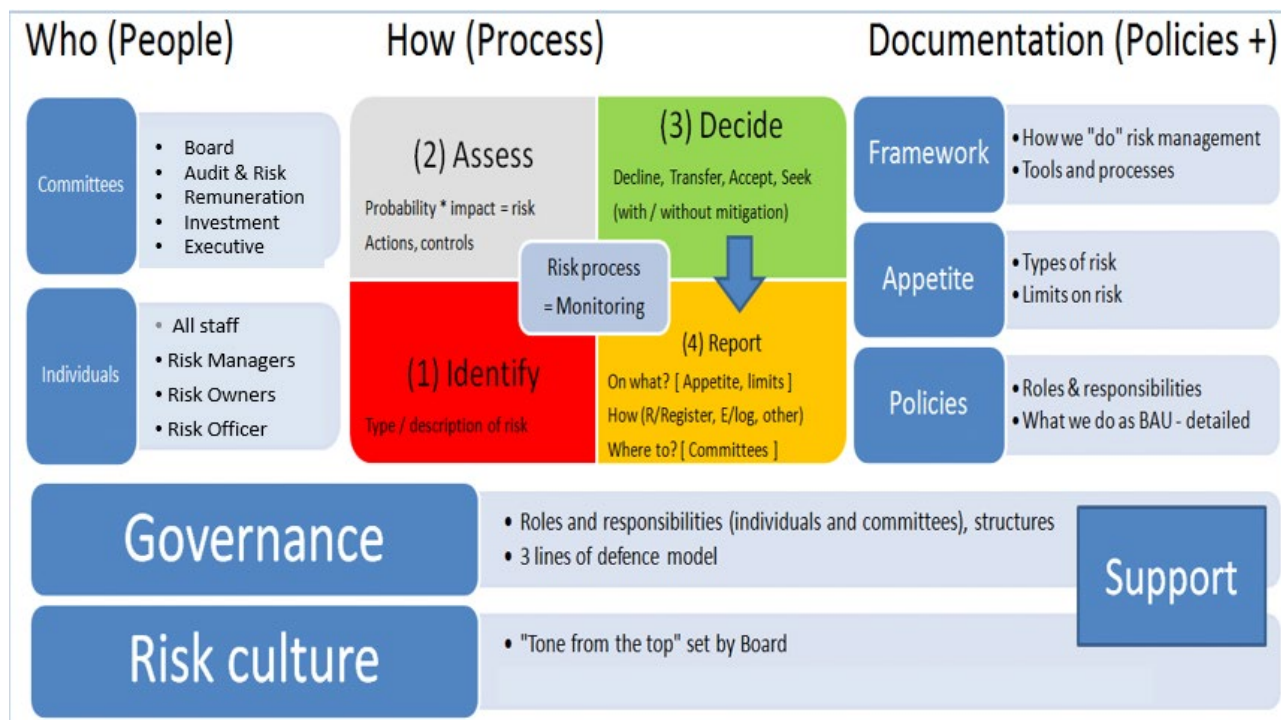 Who (People)
How (Process)
Documentation (Policies +)
Committees
• Board
• Audit & Risk
• Remuneration
• Investment
• Executive
Individuals
• All staff
• Risk Managers
• Risk Owners
• Risk Officer
(2) Assess
Probability * impact = risk
Actions, controls
(3) Decide
Decline, Transfer, Accept, Seek
(with / without mitigation)
Risk process
= Monitoring
(1) Identify
Type / description of risk
(4) Report
On what? [ Appetite, limits ]
How (R/Register, E/log, other)
Where to? [ Committees ]
Framework
• How we "do" risk management
• Tools and processes
Appetite
• Types of risk
• Limits on risk
Policies
• Roles & responsibilities
• What we do as BAU - detailed
Governance
• Roles and responsibilities (individuals and committees), structures
• 3 lines of defence model
Support
Risk culture
• "Tone from the top" set by Board